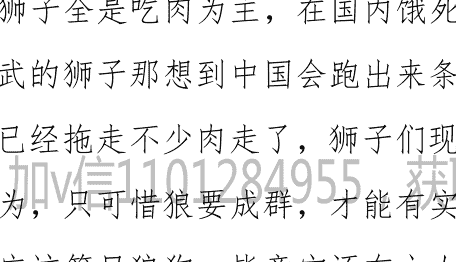 狮子全是吃肉为主，在国内饿死
武的狮子那想到中国会跑出来条
已经拖走不少肉走了，狮子们现
加v信1101284955
为，只可惜狼要成群，才能有实